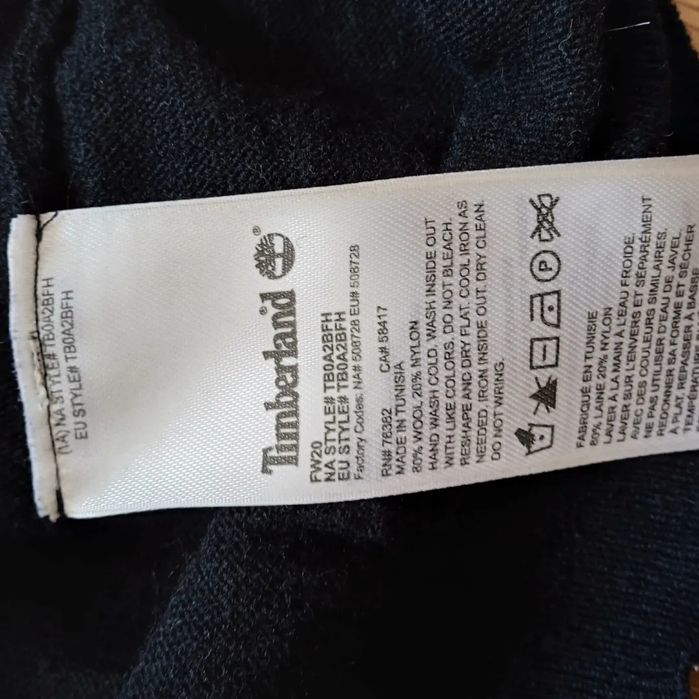 (1A) NA STYLE# TB0A2BFH
EU STYLE# TB0A2BFH
Timberland ®
FW20
NA STYLE# TB0A2BFH
EU STYLE# TB0A2BFH
Factory Codes: NA# 508728 EU# 508728
RN# 76382 CA# 58417
MADE IN TUNISIA
80% WOOL 20% NYLON
HAND WASH COLD. WASH INSIDE OUT
WITH LIKE COLORS. DO NOT BLEACH.
RESHAPE AND DRY FLAT. COOL IRON AS
NEEDED, IRON INSIDE OUT. DRY CLEAN.
DO NOT WRING.
P
FABRIQUÉ EN TUNISIE
80% LAINE 20% NYLON
LAVER À LA MAIN À L'EAU FROIDE.
LAVER SUR L'ENVERS ET SÉPARÉMENT
AVEC DES COULEURS SIMILAIRES.
NE PAS UTILISER D'EAU DE JAVEL.
REDONNER SA FORME ET SÉCHER
À PLAT. REPASSEZ À